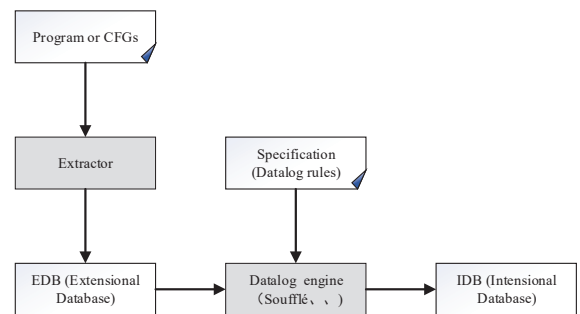 Program or CFGs
Extractor
Specification
(Datalog rules)
EDB (Extensional
Database)
Datalog engine
（Soufflé、、)
IDB (Intensional
Database)